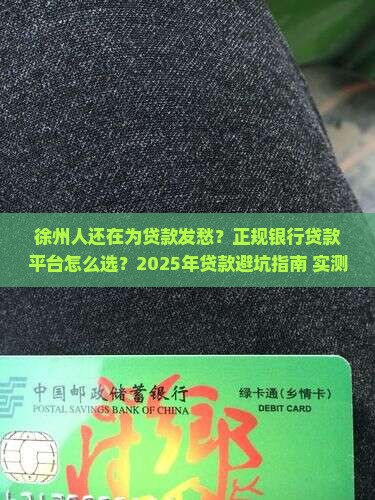 徐州人还在为贷款发愁？正规银行贷款
平台怎么选？2025年贷款避坑指南 实测
中国邮政储蓄银行
POSTAL SAVINGS BANK OF CHINA
绿卡通(乡情卡)
DEBIT CARD
乡